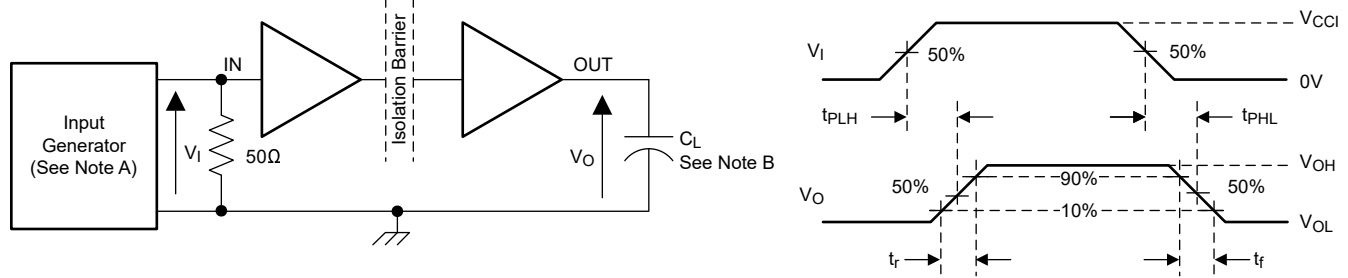 Input
Generator
(See Note A)
V_I
50Ω
IN
Isolation Barrier
OUT
V_O
C_L
See Note B
V_I
50%
50%
V_CCI
0V
t_PLH
t_PHL
V_O
50%
90%
10%
50%
V_OH
V_OL
t_r
t_f